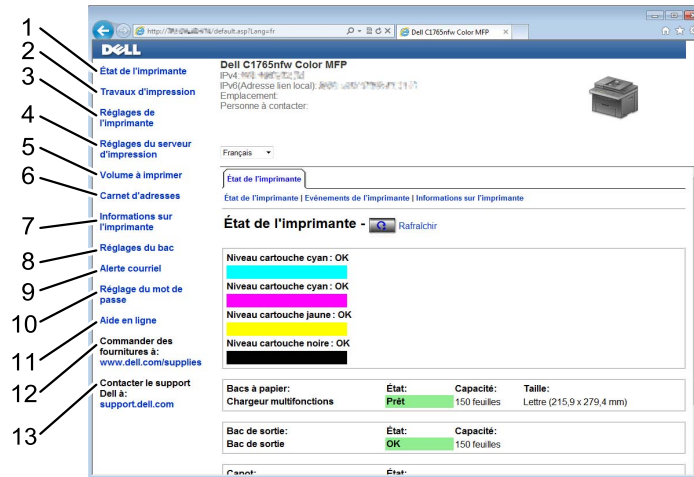 http:// /default.asp?Lang=fr
Dell C1765nfw Color MFP
DELL
1
2
3
4
5
6
7
8
9
10
11
12
13
État de l'imprimante
Travaux d'impression
Réglages de
l'imprimante
Réglages du serveur
d'impression
Volume à imprimer
Carnet d'adresses
Informations sur
l'imprimante
Réglages du bac
Alerte courriel
Réglage du mot de
passe
Aide en ligne
Commander des
fournitures à:
www.dell.com/supplies
Contacter le support
Dell à:
support.dell.com
Dell C1765nfw Color MFP
IPv4:
IPv6(Adresse lien local):
Emplacement:
Personne à contacter:
Français
État de l'imprimante
État de l'imprimante | Evénements de l'imprimante | Informations sur l'imprimante
État de l'imprimante - Rafraîchir
Niveau cartouche cyan : OK
Niveau cartouche cyan : OK
Niveau cartouche jaune : OK
Niveau cartouche noire : OK
Bacs à papier: État: Capacité: Taille:
Chargeur multifonctions Prêt 150 feuilles Lettre (215,9 x 279,4 mm)
Bac de sortie: État: Capacité:
Bac de sortie OK 150 feuilles
Capot: État: